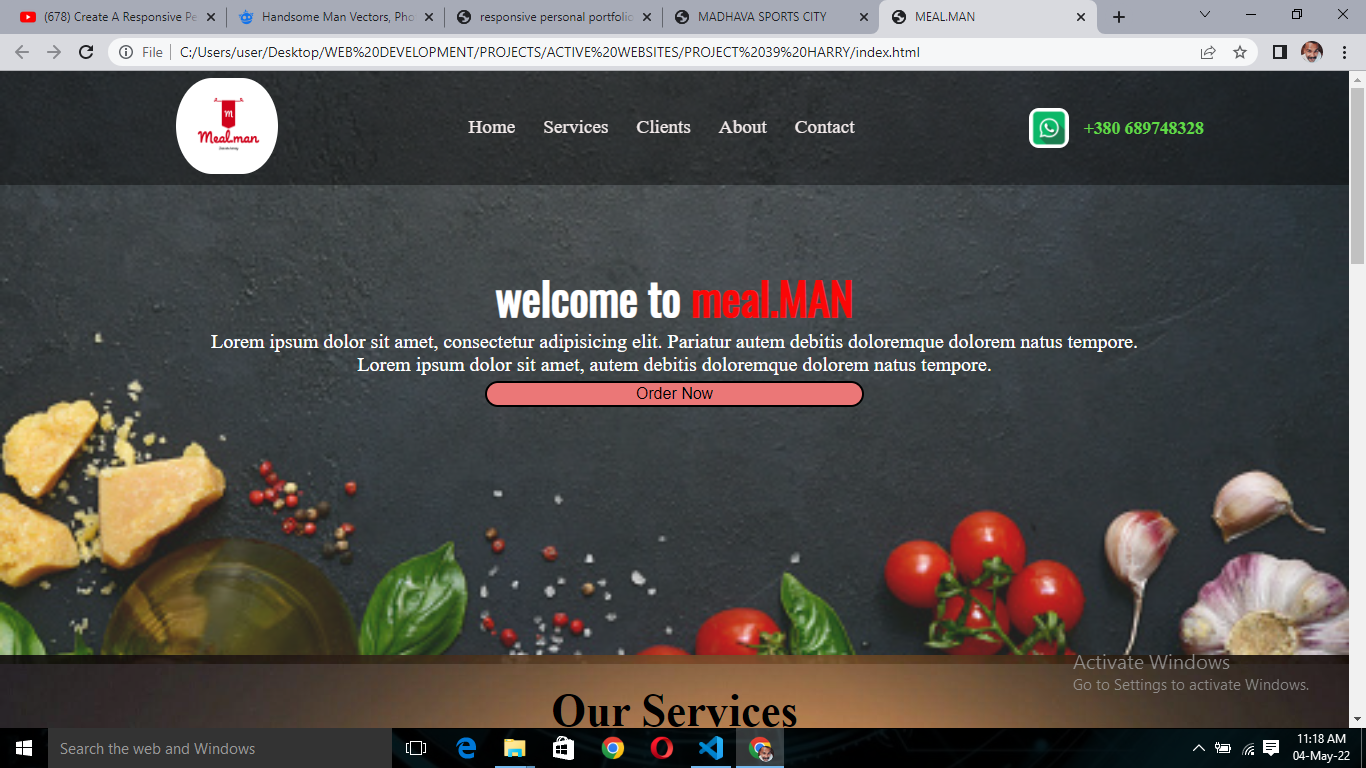 (678) Create A Responsive Pe
Handsome Man Vectors, Pho
responsive personal portfolio
MADHAVA SPORTS CITY
MEAL.MAN
File
C:/Users/user/Desktop/WEB%20DEVELOPMENT/PROJECTS/ACTIVE%20WEBSITES/PROJECT%2039%20HARRY/index.html
m
Meal.man
Home Services Clients About Contact
+380 689748328
welcome to meal.MAN
Lorem ipsum dolor sit amet, consectetur adipisicing elit. Pariatur autem debitis doloremque dolorem natus tempore.
Lorem ipsum dolor sit amet, autem debitis doloremque dolorem natus tempore.
Order Now
Activate Windows
Go to Settings to activate Windows.
Our Services
Search the web and Windows
11:18 AM
04-May-22